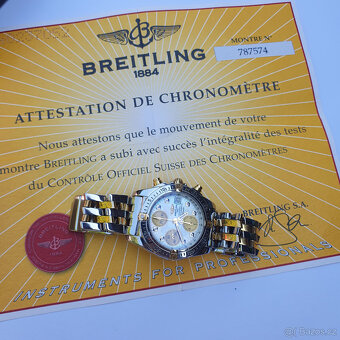 BREITLING
1884
MONTRE N°
787574
ATTESTATION DE CHRONOMÈTRE
Nous attestons que le mouvement de votre
montre BREITLING a subi avec succès l'intégralité des tests
du CONTRÔLE OFFICIEL SUISSE DES CHRONOMÈTRES
BREITLING S.A.
INSTRUMENTS FOR PROFESSIONALS